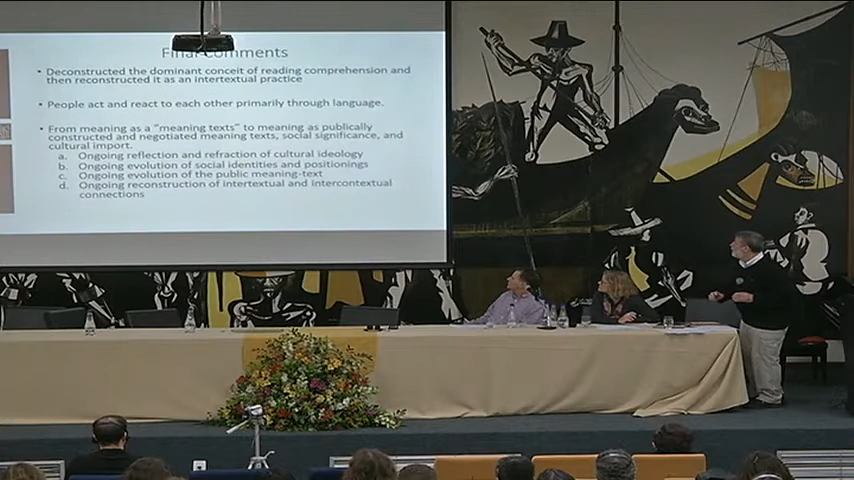 Final Comments
• Deconstructed the dominant conceit of reading comprehension and
then reconstructed it as an intertextual practice
• People act and react to each other primarily through language.
• From meaning as a "meaning texts" to meaning as publically
constructed and negotiated meaning texts, social significance, and
cultural import.
a. Ongoing reflection and refraction of cultural ideology
b. Ongoing evolution of social identities and positionings
c. Ongoing evolution of the public meaning-text
d. Ongoing reconstruction of intertextual and intercontextual
connections